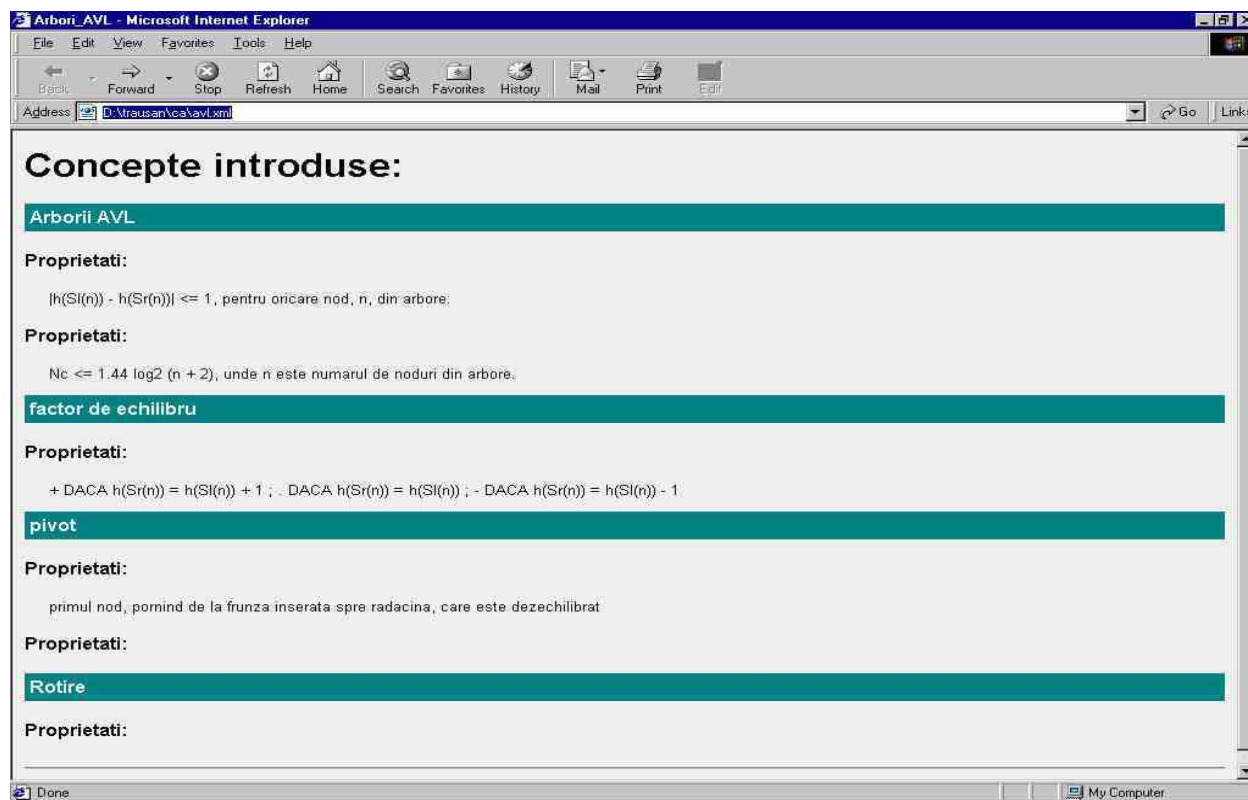 Arbori_AVL - Microsoft Internet Explorer
File Edit View Favorites Tools Help
Back Forward Stop Refresh Home Search Favorites History Mail Print Edit
Address D:\trausan\ca\avl.xml Go Links
Concepte introduse:
Arborii AVL
Proprietati:
|h(Sl(n)) - h(Sr(n))| <= 1, pentru oricare nod, n, din arbore.
Proprietati:
Nc <= 1.44 log2 (n + 2), unde n este numarul de noduri din arbore.
factor de echilibru
Proprietati:
+ DACA h(Sr(n)) = h(Sl(n)) + 1 ; . DACA h(Sr(n)) = h(Sl(n)) ; - DACA h(Sr(n)) = h(Sl(n)) - 1
pivot
Proprietati:
primul nod, pornind de la frunza inserata spre radacina, care este dezechilibrat
Proprietati:
Rotire
Proprietati:
Done My Computer